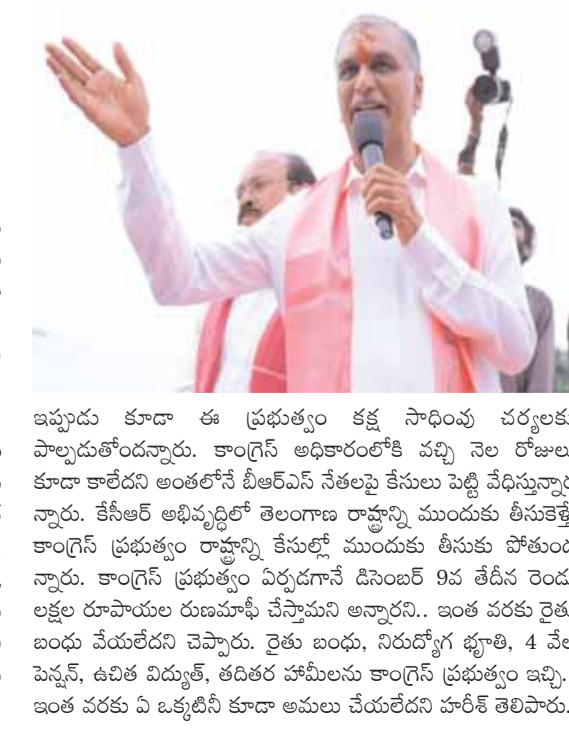 ఇప్పుడు కూడా ఈ ప్రభుత్వం కక్ష సాధింపు చర్యలకు
పాల్పడుతోందన్నారు. కాంగ్రెస్ అధికారంలోకి వచ్చి నెల రోజులు
కూడా కాలేదని అంతలోనే బీఆర్ఎస్ నేతలపై కేసులు పెట్టి వేధిస్తున్నార
న్నారు. కేసీఆర్ అభివృద్ధిలో తెలంగాణ రాష్ట్రాన్ని ముందుకు తీసుకెళ్తే
కాంగ్రెస్ ప్రభుత్వం రాష్ట్రాన్ని కేసుల్లో ముందుకు తీసుకు పోతుంద
న్నారు. కాంగ్రెస్ ప్రభుత్వం ఏర్పడగానే డిసెంబర్ 9వ తేదీన రెండు
లక్షల రూపాయల రుణమాఫీ చేస్తామని అన్నారని.. ఇంత వరకు రైతు
బంధు వేయలేదని చెప్పారు. రైతు బంధు, నిరుద్యోగ భృతి, 4 వేల
పెన్షన్, ఉచిత విద్యుత్, తదితర హామీలను కాంగ్రెస్ ప్రభుత్వం ఇచ్చి.
ఇంత వరకు ఏ ఒక్కటినీ కూడా అమలు చేయలేదని హరీశ్ తెలిపారు.